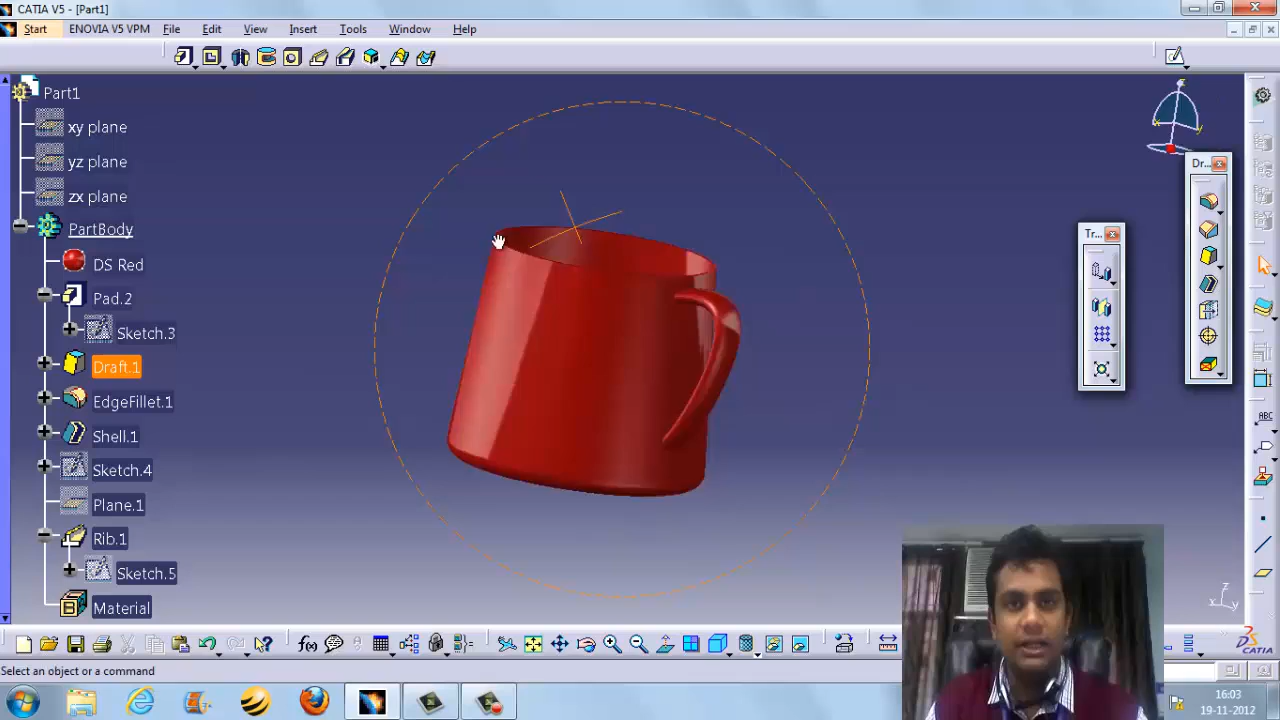 CATIA V5 - [Part1]
Start ENOVIA V5 VPM File Edit View Insert Tools Window Help
Part1
xy plane
yz plane
zx plane
PartBody
DS Red
Pad.2
Sketch.3
Draft.1
EdgeFillet.1
Shell.1
Sketch.4
Plane.1
Rib.1
Sketch.5
Material
Tr...
Dr...
ABC
z
x
y
f(x)
CATIA
Select an object or a command
16:03
19-11-2012